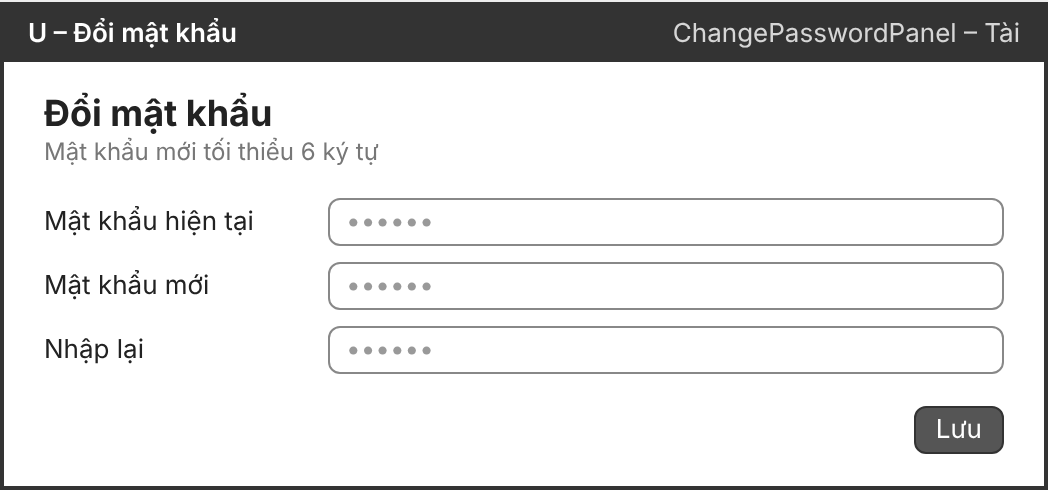 U – Đổi mật khẩu
ChangePasswordPanel – Tài
Đổi mật khẩu
Mật khẩu mới tối thiểu 6 ký tự
Mật khẩu hiện tại ••••••
Mật khẩu mới ••••••
Nhập lại ••••••
Lưu